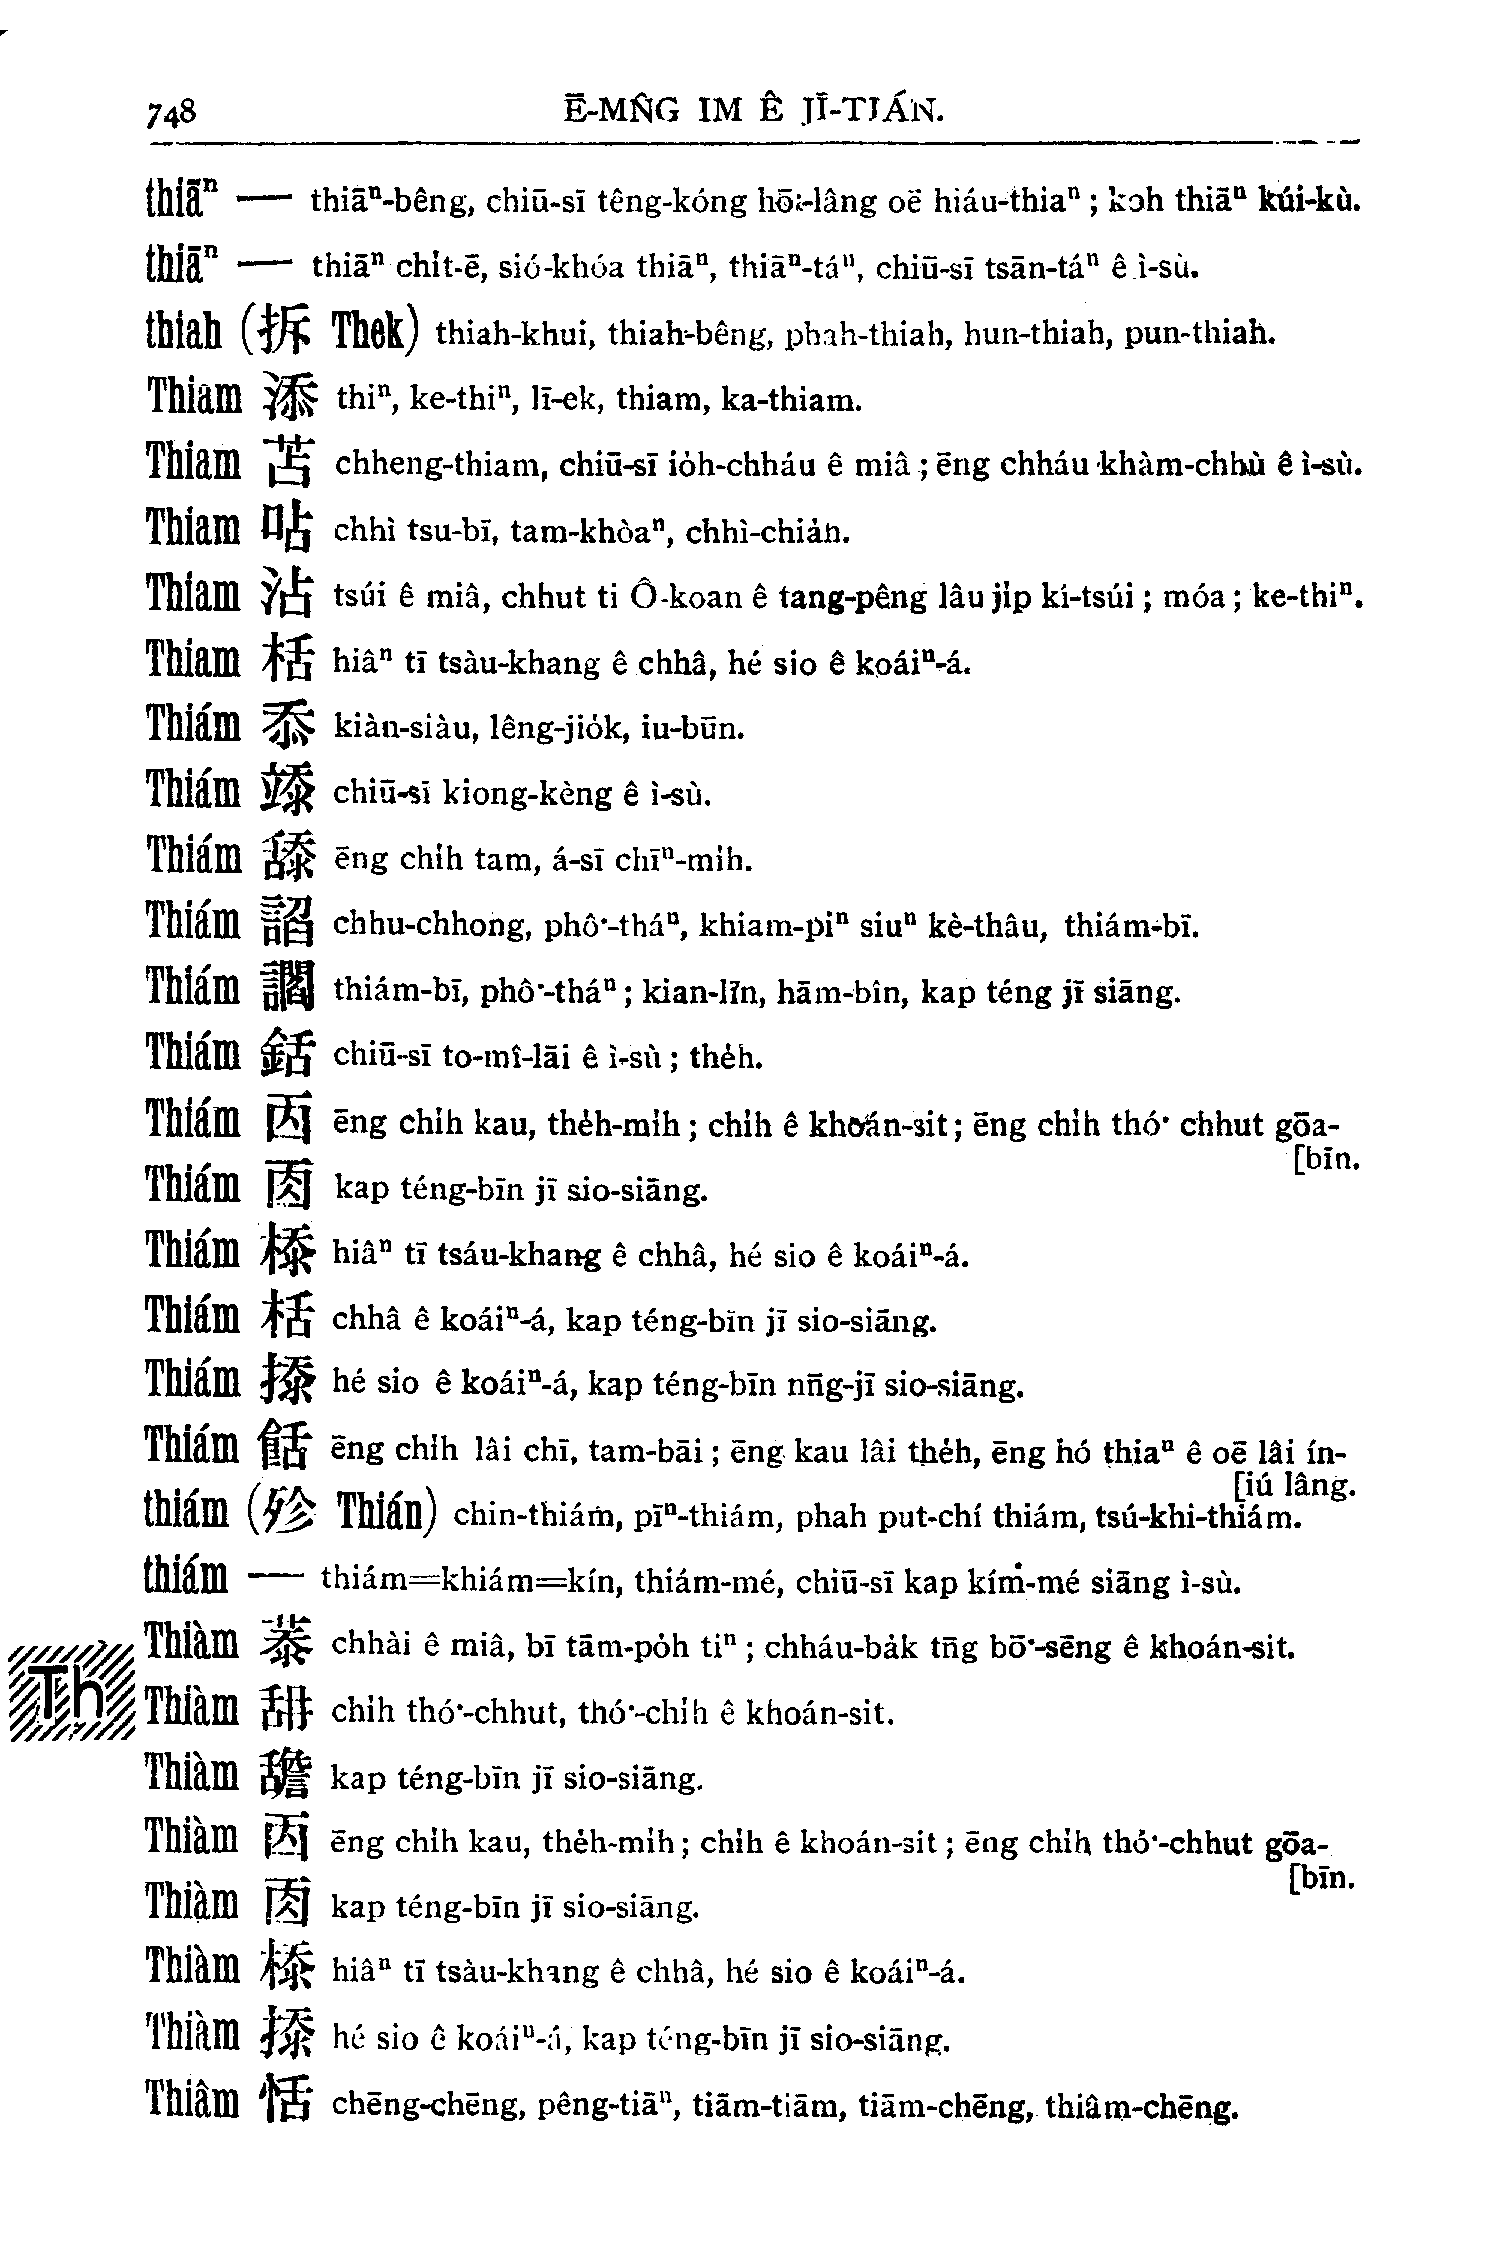 748 Ē-MN̂G IM Ê JĪ-TIÁN.
thiāⁿ — thiāⁿ-bêng, chiū-sī têng-kóng hō͘-lâng oē hiáu-thiaⁿ; koh thiāⁿ kúi-kù.
thiāⁿ — thiāⁿ chi̍t-ē, sió-khóa thiāⁿ, thiāⁿ-táⁿ, chiū-sī tsān-táⁿ ê ì-sù.
thiah (拆 Thek) thiah-khui, thiah-bêng, phah-thiah, hun-thiah, pun-thiah.
Thiam 添 thiⁿ, ke-thiⁿ, lī-ek, thiam, ka-thiam.
Thiam 苫 chheng-thiam, chiū-sī io̍h-chháu ê miâ; ēng chháu khàm-chhù ê ì-sù.
Thiam 呫 chhì tsu-bī, tam-khòaⁿ, chhì-chia̍h.
Thiam 沾 tsúi ê miâ, chhut ti Ô-koan ê tang-pêng lâu ji̍p kí-tsúi; móa; ke-thiⁿ.
Thiam 栝 hiâⁿ tī tsàu-khang ê chhâ, hé sio ê koáiⁿ-á.
Thiám 忝 kiàn-siàu, lêng-jio̍k, iu-būn.
Thiám 㴽 chiū-sī kiong-kèng ê ì-sù.
Thiám 舔 ēng chi̍h tam, á-sī chīⁿ-mi̍h.
Thiám 謟 chhu-chhong, phô͘-tháⁿ, khiam-piⁿ siuⁿ kè-thâu, thiám-bī.
Thiám 讇 thiám-bī, phô͘-tháⁿ; kian-līn, hām-bîn, kap téng jī siāng.
Thiám 銛 chiū-sī to-mî-lāi ê ì-sù; the̍h.
Thiám 㐁 ēng chi̍h kau, the̍h-mi̍h; chi̍h ê khoán-sit; ēng chi̍h thó͘ chhut gōa-
[bīn.
Thiám 㐁 kap téng-bīn jī sio-siāng.
Thiám 㮇 hiâⁿ tī tsáu-khang ê chhâ, hé sio ê koáiⁿ-á.
Thiám 栝 chhâ ê koáiⁿ-á, kap téng-bīn jī sio-siāng.
Thiám 掭 hé sio ê koáiⁿ-á, kap téng-bīn nn̄g-jī sio-siāng.
Thiám 餂 ēng chi̍h lâi chī, tam-bāi; ēng kau lâi the̍h, ēng hó thiaⁿ ê oē lâi ín-
[iú lâng.
thiám (殄 Thián) chin-thiám, pīⁿ-thiám, phah put-chí thiám, tsú-khi-thiám.
thiám — thiám=khiám=kín, thiám-mé, chiū-sī kap kím-mé siāng ì-sù.
Thiàm 菾 chhài ê miâ, bī tām-po̍h tiⁿ; chháu-ba̍k tn̄g bō͘-sēng ê khoán-sit.
Th
Thiàm 䑙 chi̍h thó͘-chhut, thó͘-chi̍h ê khoán-sit.
Thiàm kap téng-bīn jī sio-siāng.
Thiàm 㐁 ēng chi̍h kau, the̍h-mi̍h; chi̍h ê khoán-sit; ēng chi̍h thó͘-chhut gōa-
[bīn.
Thiàm 㐁 kap téng-bīn jī sio-siāng.
Thiàm 㮇 hiâⁿ tī tsàu-khang ê chhâ, hé sio ê koáiⁿ-á.
Thiàm 掭 hé sio ê koáiⁿ-á, kap téng-bīn jī sio-siāng.
Thiâm 恬 chēng-chēng, pêng-tiāⁿ, tiām-tiām, tiām-chēng, thiâm-chēng.